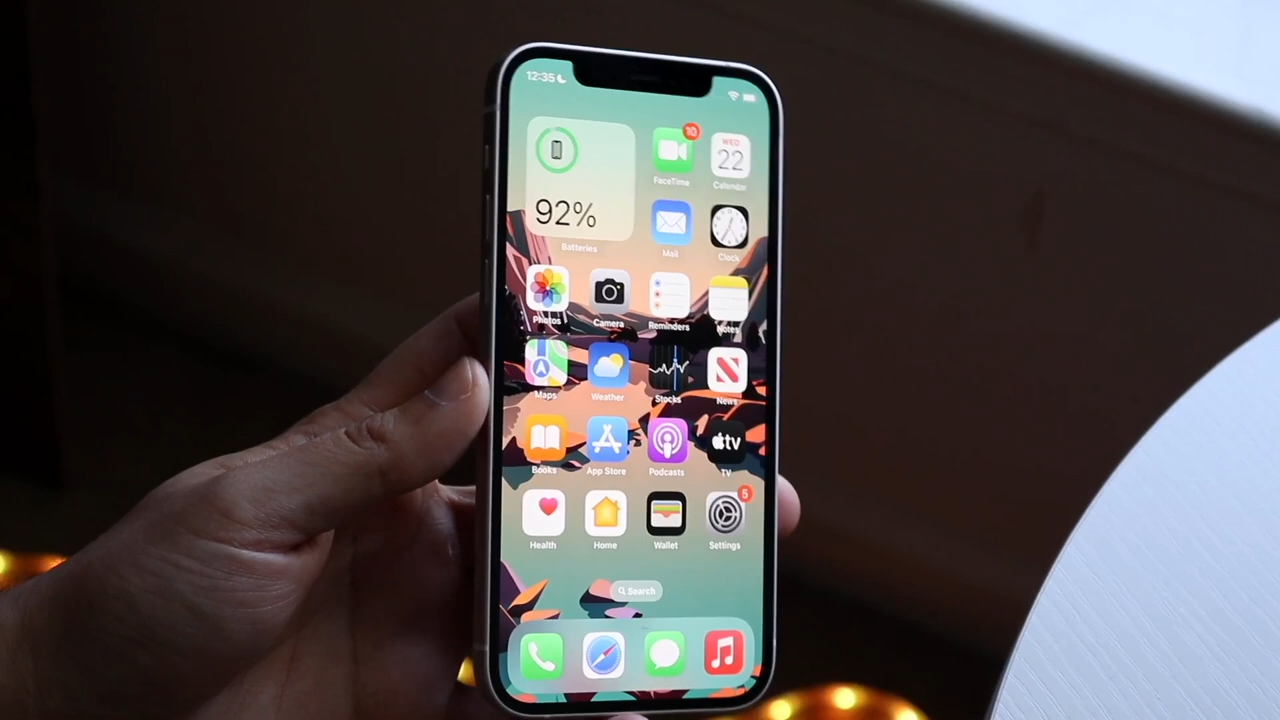 12:35
10
WED
22
FaceTime
Calendar
92%
Batteries
Mail
Clock
Photos
Camera
Reminders
Notes
Maps
Weather
Stocks
News
tv
Books
App Store
Podcasts
TV
5
Health
Home
Wallet
Settings
Search